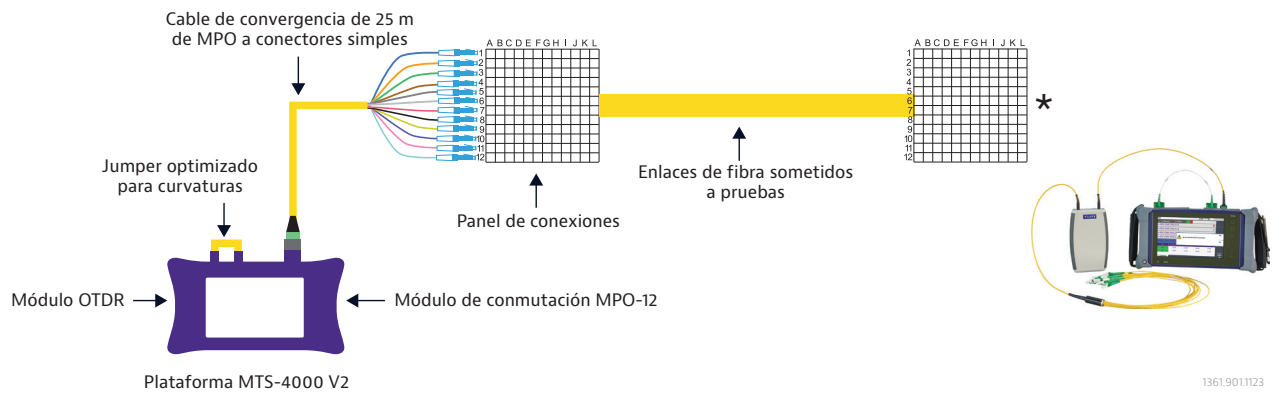 Cable de convergencia de 25 m
de MPO a conectores simples
A B C D E F G H I J K L
1
2
3
4
5
6
7
8
9
10
11
12
A B C D E F G H I J K L
1
2
3
4
5
6
7
8
9
10
11
12
*
Jumper optimizado
para curvaturas
Enlaces de fibra sometidos
a pruebas
Panel de conexiones
Módulo OTDR
Módulo de conmutación MPO-12
Plataforma MTS-4000 V2
1361.901.1123